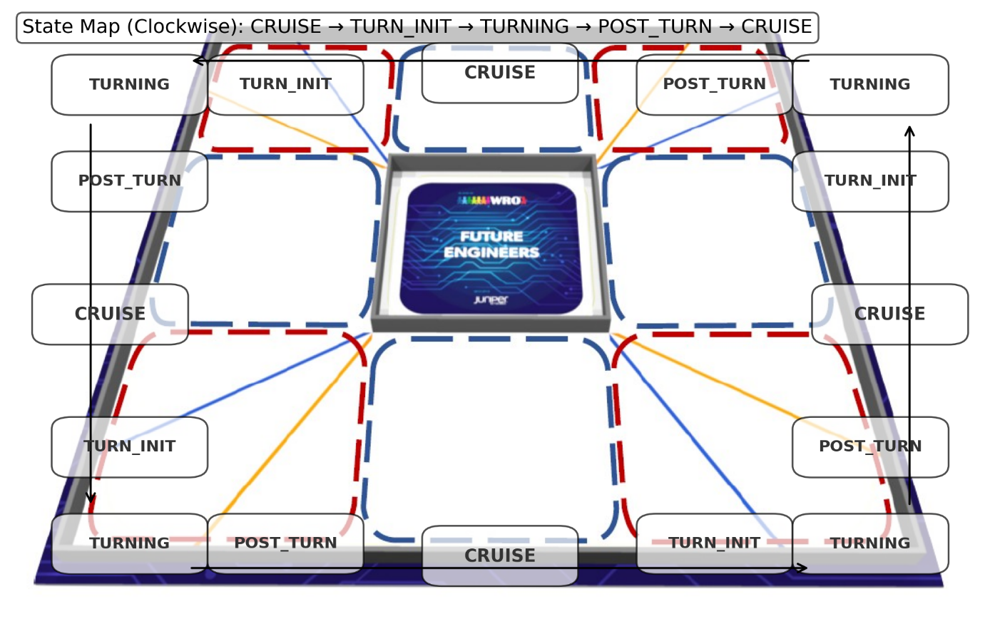 State Map (Clockwise): CRUISE → TURN_INIT → TURNING → POST_TURN → CRUISE
TURNING
TURN_INIT
CRUISE
POST_TURN
TURNING
POST_TURN
TURN_INIT
WRO
FUTURE
ENGINEERS
JUNIPer
CRUISE
CRUISE
TURN_INIT
POST_TURN
TURNING
POST_TURN
CRUISE
TURN_INIT
TURNING